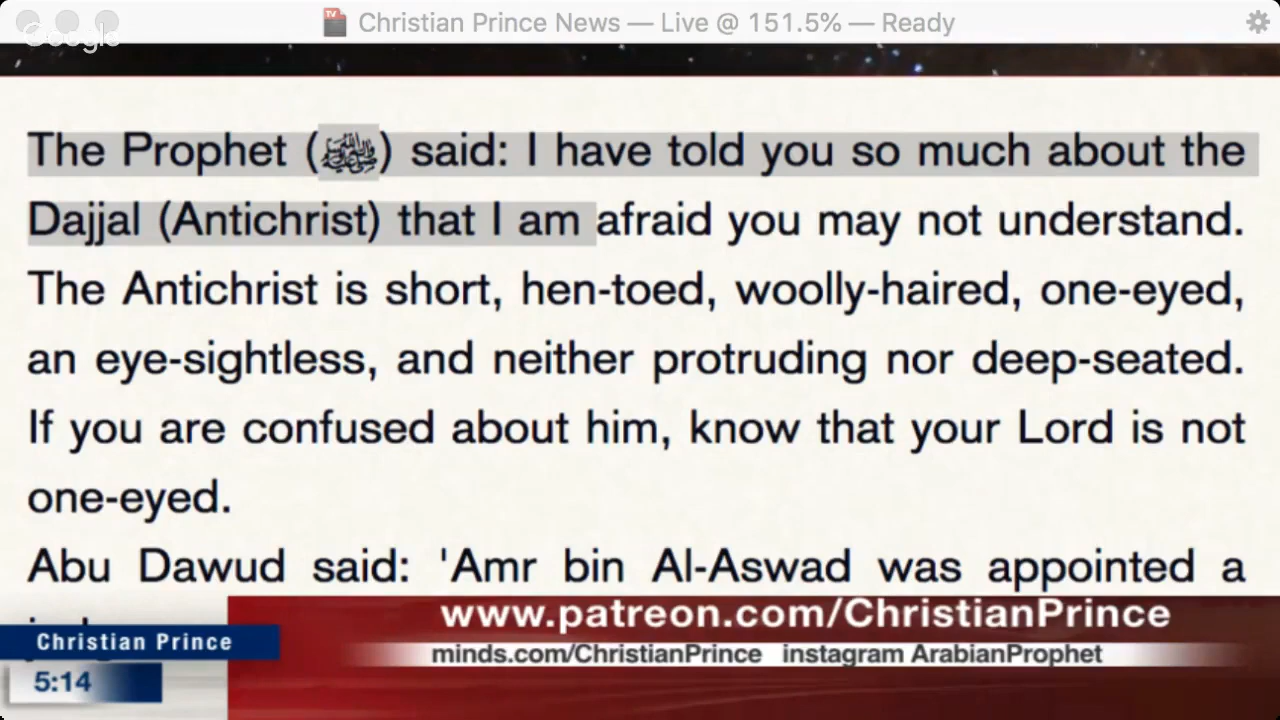 Christian Prince News — Live @ 151.5% — Ready
Google
The Prophet (ﷺ) said: I have told you so much about the
Dajjal (Antichrist) that I am afraid you may not understand.
The Antichrist is short, hen-toed, woolly-haired, one-eyed,
an eye-sightless, and neither protruding nor deep-seated.
If you are confused about him, know that your Lord is not
one-eyed.
Abu Dawud said: 'Amr bin Al-Aswad was appointed a
www.patreon.com/ChristianPrince
Christian Prince
minds.com/ChristianPrince instagram ArabianProphet
5:14